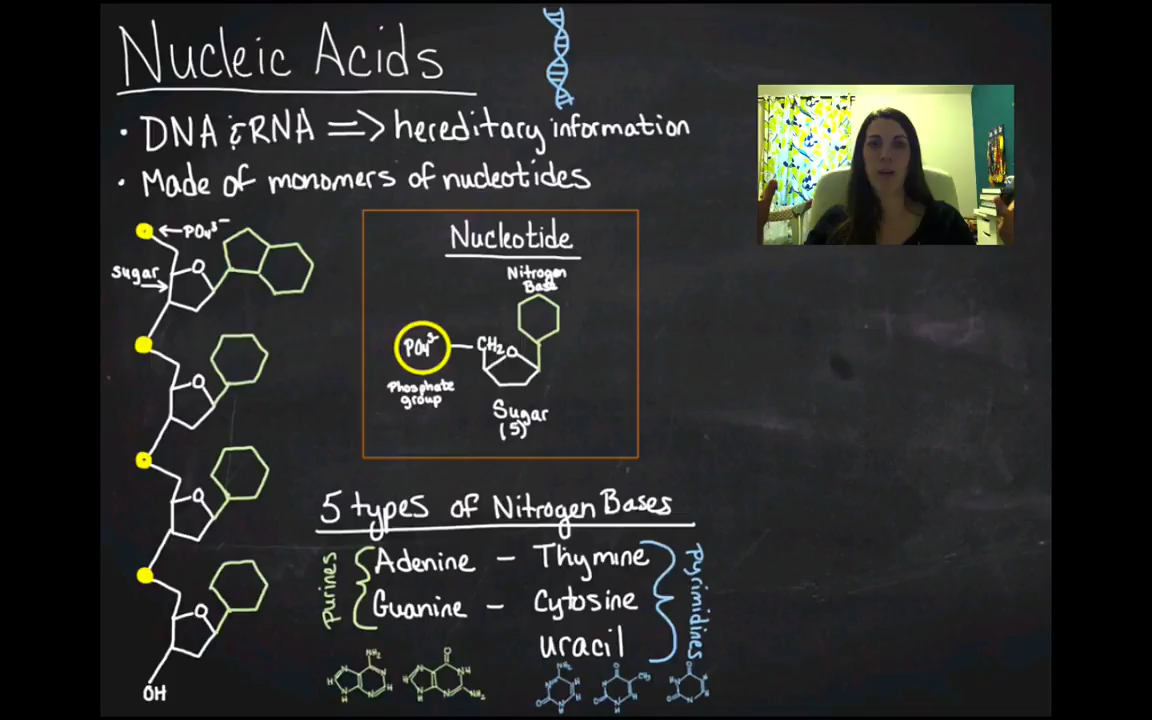 Nucleic Acids
• DNA & RNA => hereditary information
• Made of monomers of nucleotides
←PO4³⁻
sugar
OH
Nucleotide
Nitrogen
Base
PO4³⁻
CH2
O
Phosphate
group
Sugar
(5)
5 types of Nitrogen Bases
Purines
Adenine – Thymine
Guanine – Cytosine
uracil
Pyrimidines